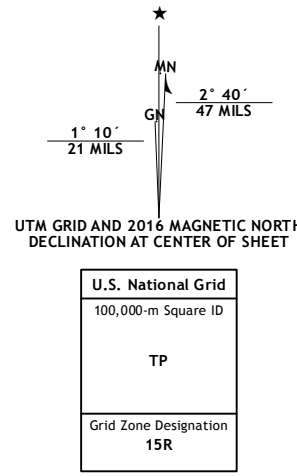 MN
GN
2° 40´
47 MILS
1° 10´
21 MILS
UTM GRID AND 2016 MAGNETIC NORTH
DECLINATION AT CENTER OF SHEET
U.S. National Grid
100,000-m Square ID
TP
Grid Zone Designation
15R